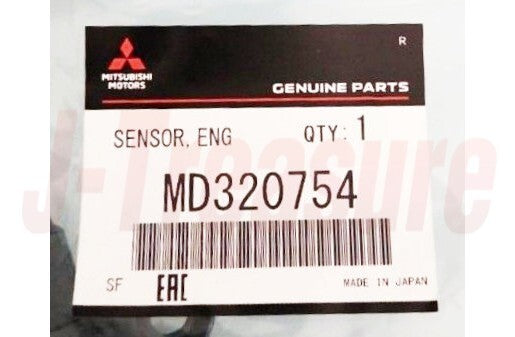 R
MITSUBISHI
MOTORS
GENUINE PARTS
SENSOR, ENG QTY: 1
MD320754
SF EAC MADE IN JAPAN
J-Treasure